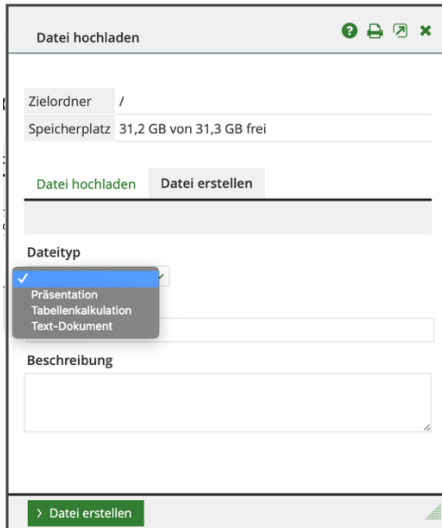 Datei hochladen
Zielordner /
Speicherplatz 31,2 GB von 31,3 GB frei
Datei hochladen Datei erstellen
Dateityp
Präsentation
Tabellenkalkulation
Text-Dokument
Beschreibung
> Datei erstellen